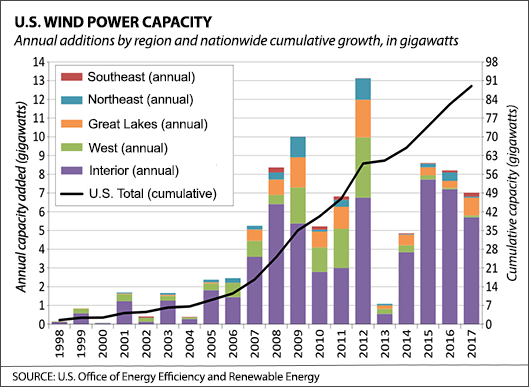 U.S. WIND POWER CAPACITY
Annual additions by region and nationwide cumulative growth, in gigawatts
Annual capacity added (gigawatts)
14
13
12
11
10
9
8
7
6
5
4
3
2
1
0
Southeast (annual)
Northeast (annual)
Great Lakes (annual)
West (annual)
Interior (annual)
U.S. Total (cumulative)
91
84
77
70
63
56
49
42
35
28
21
14
7
0
Cumulative capacity (gigawatts)
1998 1999 2000 2001 2002 2003 2004 2005 2006 2007 2008 2009 2010 2011 2012 2013 2014 2015 2016 2017
SOURCE: U.S. Office of Energy Efficiency and Renewable Energy